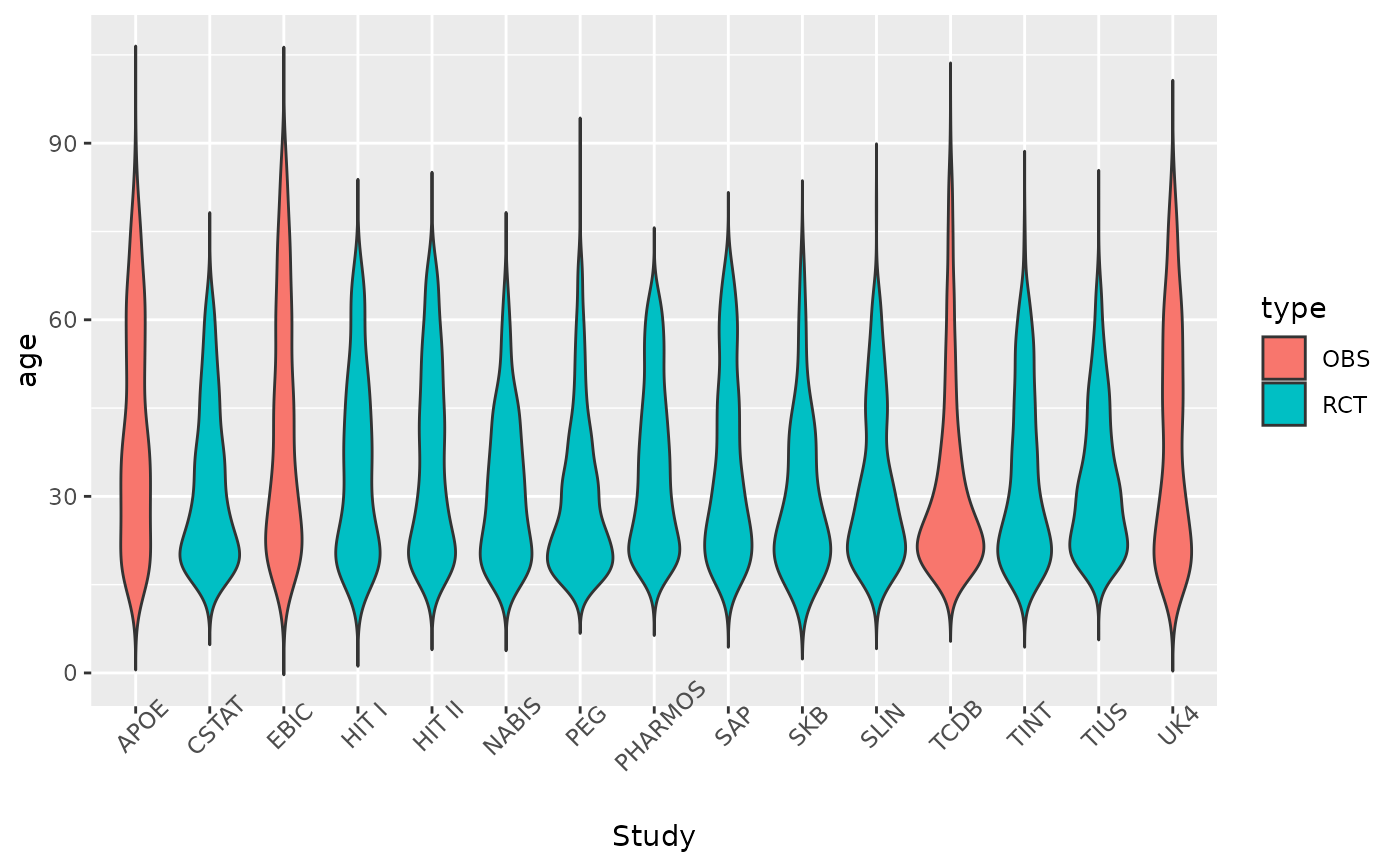 90
60
30
0
age
APOE
CSTAT
EBIC
HIT I
HIT II
NABIS
PEG
PHARMOS
SAP
SKB
SLIN
TCDB
TINT
TIUS
UK4
Study
type
OBS
RCT